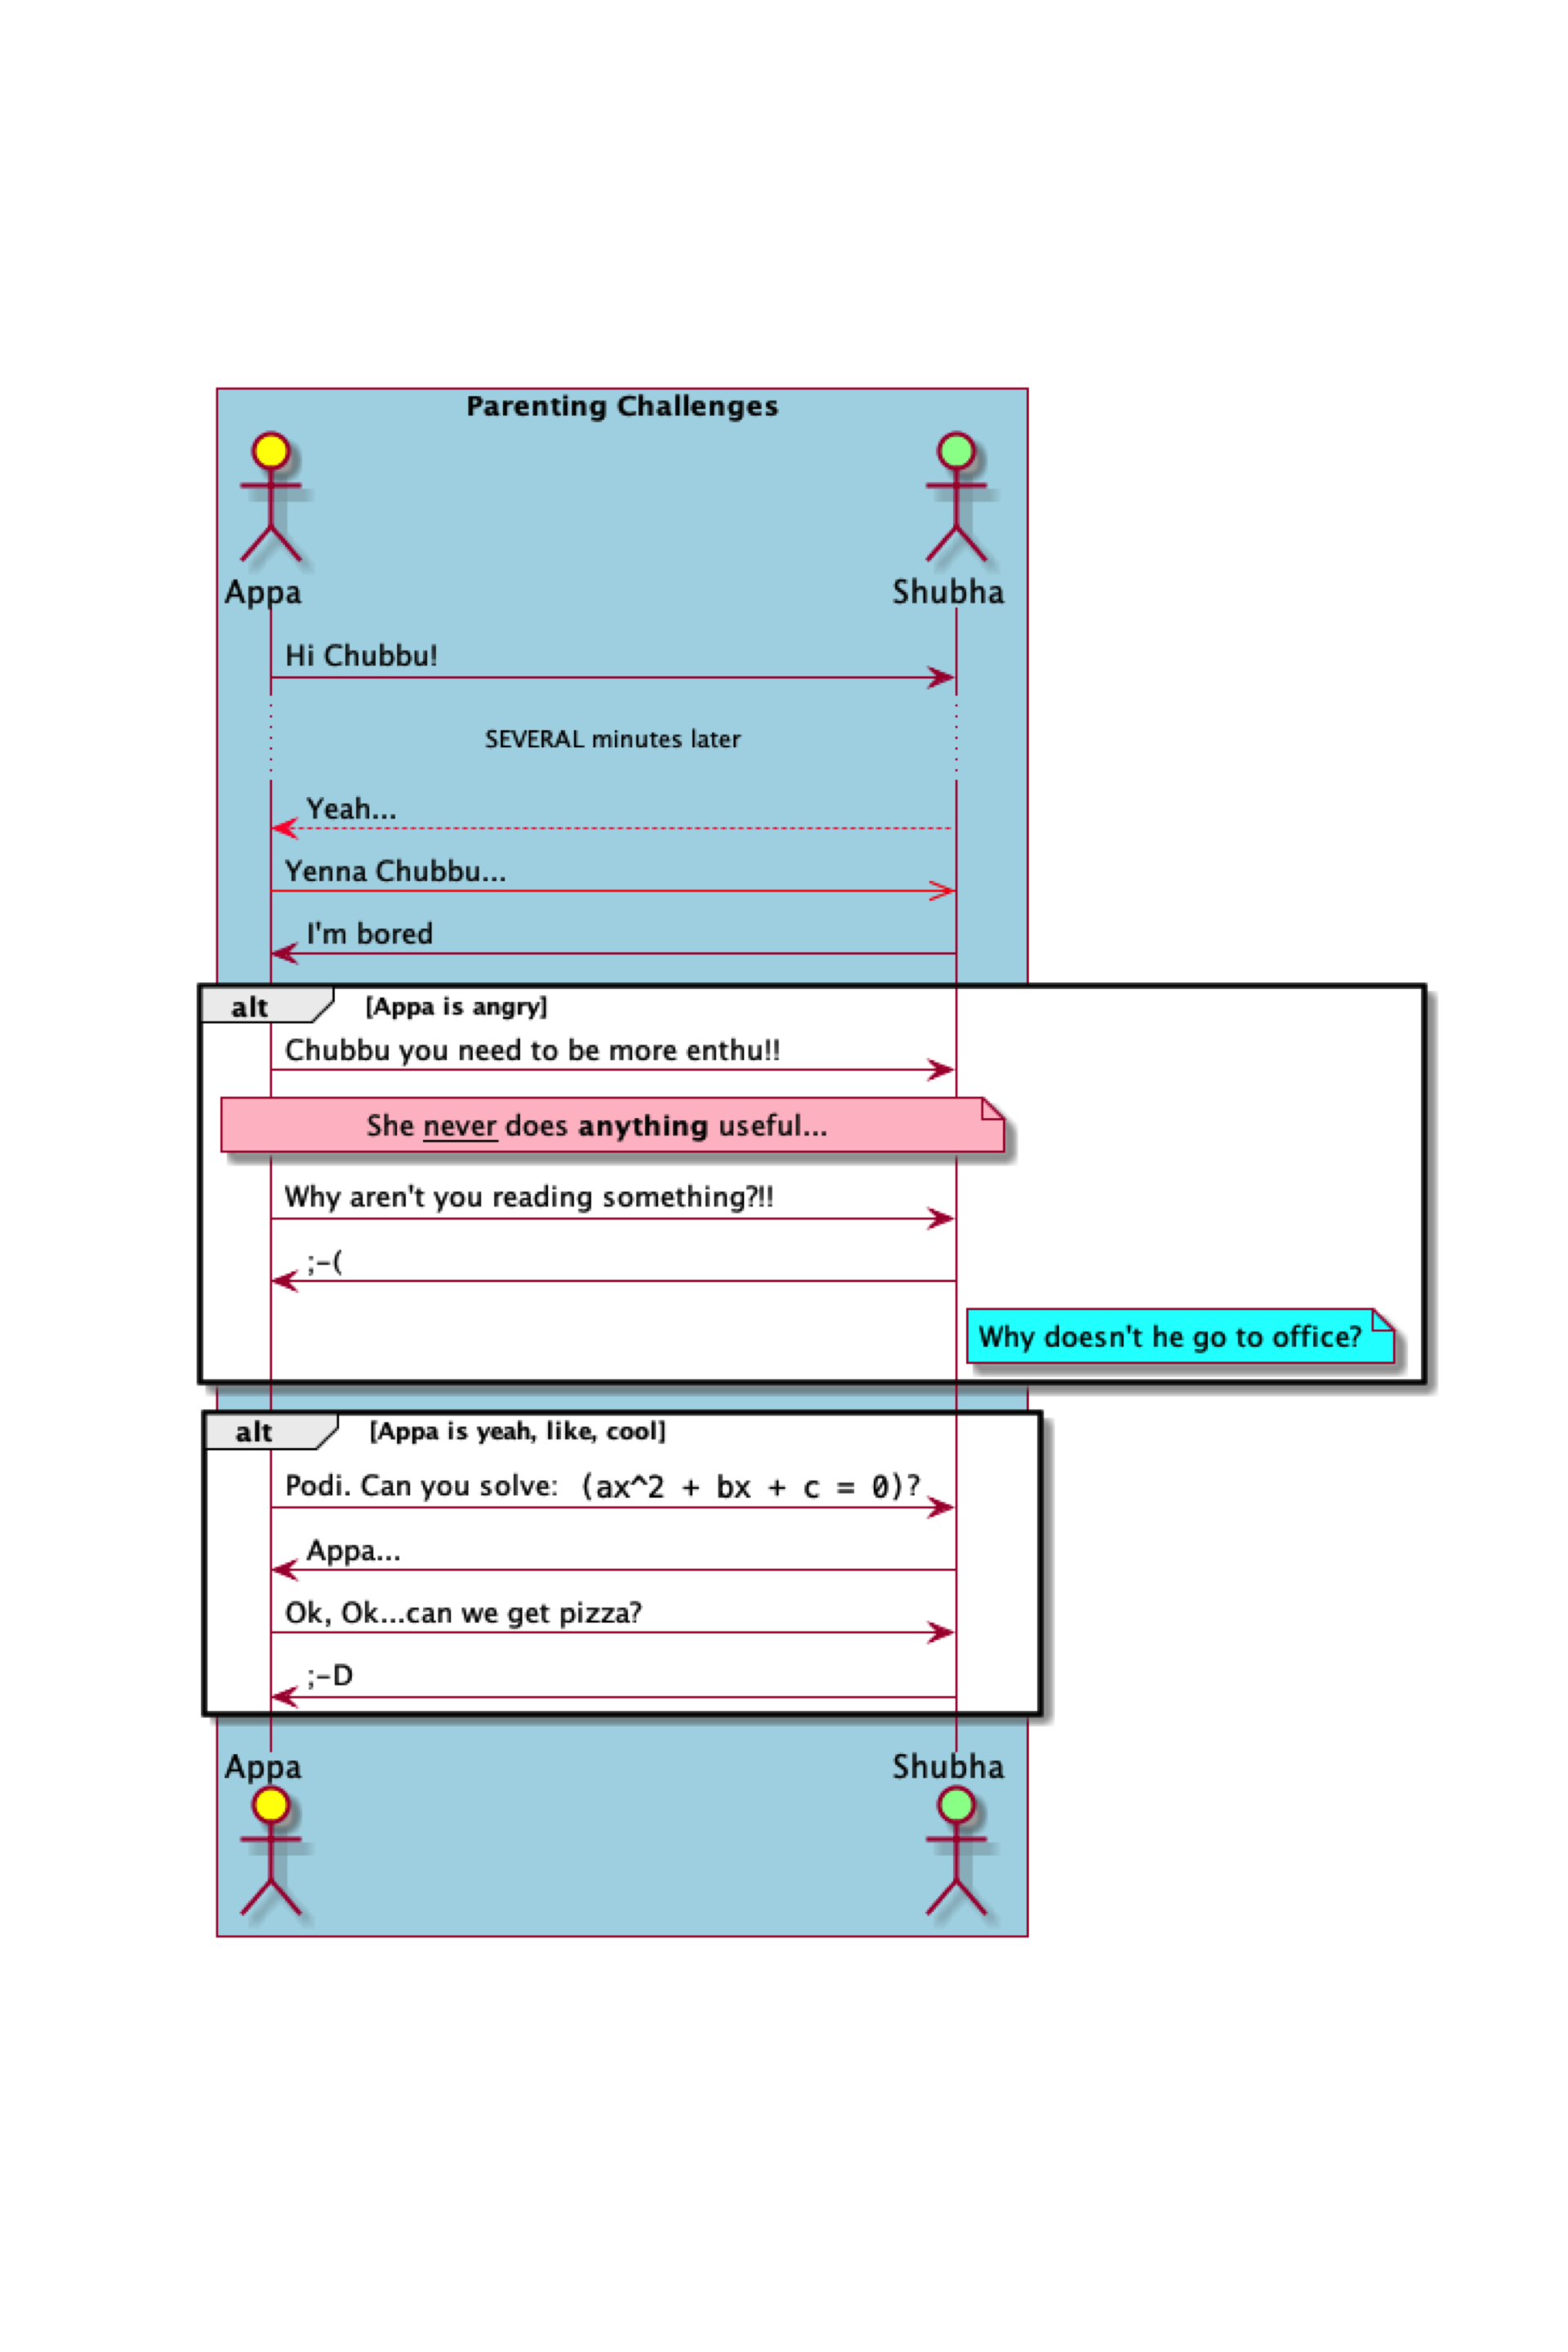 Parenting Challenges
Appa
Shubha
Hi Chubbu!
SEVERAL minutes later
Yeah...
Yenna Chubbu...
I'm bored
alt [Appa is angry]
Chubbu you need to be more enthu!!
She never does anything useful...
Why aren't you reading something?!!
;-(
Why doesn't he go to office?
alt [Appa is yeah, like, cool]
Podi. Can you solve: (ax^2 + bx + c = 0)?
Appa...
Ok, Ok...can we get pizza?
;-D
Appa
Shubha